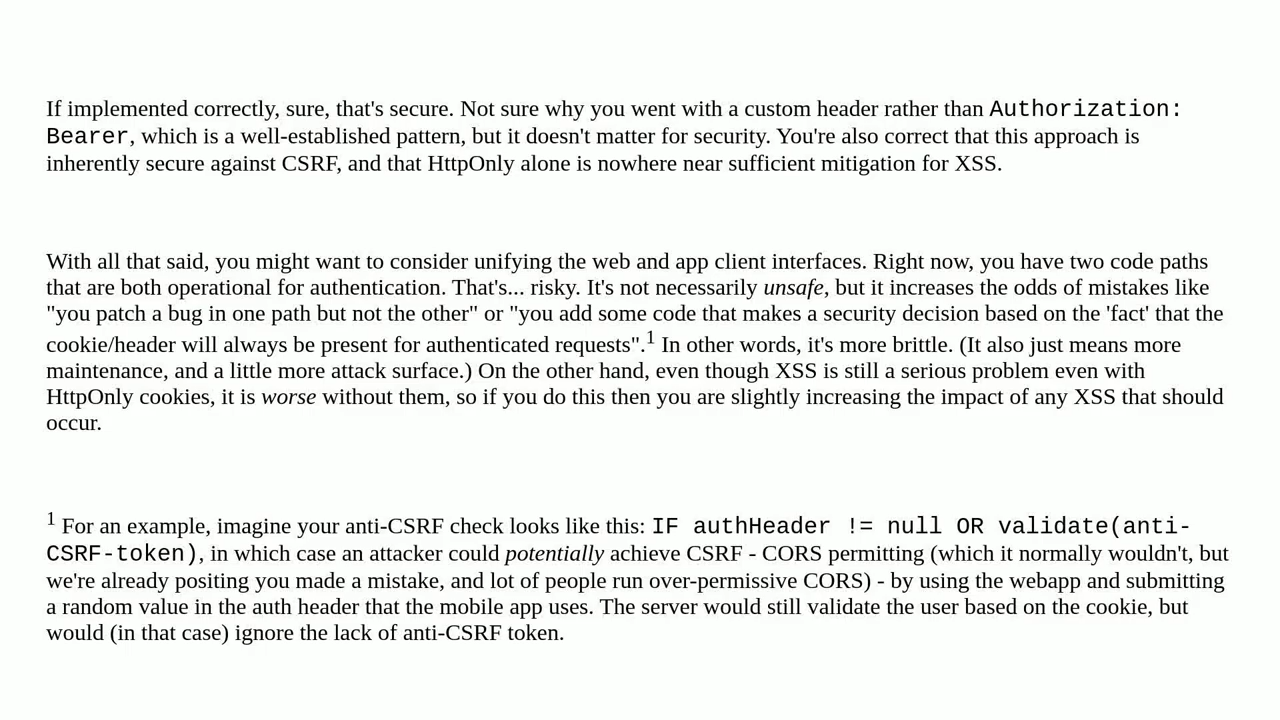 If implemented correctly, sure, that's secure. Not sure why you went with a custom header rather than Authorization:
Bearer, which is a well-established pattern, but it doesn't matter for security. You're also correct that this approach is
inherently secure against CSRF, and that HttpOnly alone is nowhere near sufficient mitigation for XSS.
With all that said, you might want to consider unifying the web and app client interfaces. Right now, you have two code paths
that are both operational for authentication. That's... risky. It's not necessarily unsafe, but it increases the odds of mistakes like
"you patch a bug in one path but not the other" or "you add some code that makes a security decision based on the 'fact' that the
cookie/header will always be present for authenticated requests".1 In other words, it's more brittle. (It also just means more
maintenance, and a little more attack surface.) On the other hand, even though XSS is still a serious problem even with
HttpOnly cookies, it is worse without them, so if you do this then you are slightly increasing the impact of any XSS that should
occur.
1 For an example, imagine your anti-CSRF check looks like this: IF authHeader != null OR validate(anti-
CSRF-token), in which case an attacker could potentially achieve CSRF - CORS permitting (which it normally wouldn't, but
we're already positing you made a mistake, and lot of people run over-permissive CORS) - by using the webapp and submitting
a random value in the auth header that the mobile app uses. The server would still validate the user based on the cookie, but
would (in that case) ignore the lack of anti-CSRF token.